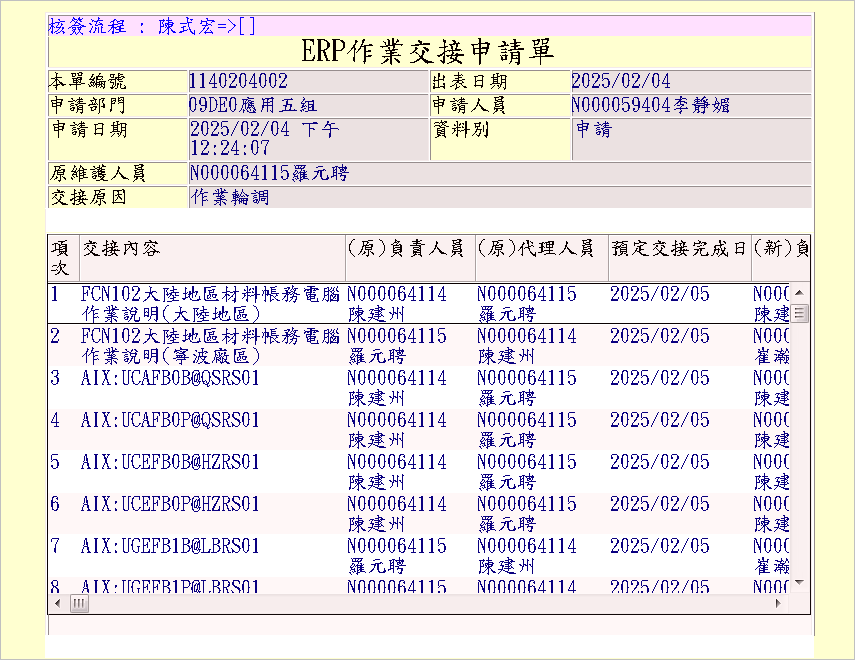 核簽流程 : 陳式宏=>[]
ERP作業交接申請單
本單編號 1140204002 出表日期 2025/02/04
申請部門 09DE0應用五組 申請人員 N000059404李靜媚
申請日期 2025/02/04 下午 資料別 申請
12:24:07
原維護人員 N000064115羅元聘
交接原因 作業輪調
項 交接內容 (原)負責人員 (原)代理人員 預定交接完成日 (新)負
次
1 FCN102大陸地區材料帳務電腦 N000064114 N000064115 2025/02/05 N000
作業說明(大陸地區) 陳建州 羅元聘 陳建
2 FCN102大陸地區材料帳務電腦 N000064115 N000064114 2025/02/05 N000
作業說明(寧波廠區) 羅元聘 陳建州 崔瀚
3 AIX:UCAFB0B@QSRS01 N000064114 N000064115 2025/02/05 N000
陳建州 羅元聘 陳建
4 AIX:UCAFB0P@QSRS01 N000064114 N000064115 2025/02/05 N000
陳建州 羅元聘 陳建
5 AIX:UCEFB0B@HZRS01 N000064114 N000064115 2025/02/05 N000
陳建州 羅元聘 陳建
6 AIX:UCEFB0P@HZRS01 N000064114 N000064115 2025/02/05 N000
陳建州 羅元聘 陳建
7 AIX:UGEFB1B@LBRS01 N000064115 N000064114 2025/02/05 N000
羅元聘 陳建州 崔瀚
8 AIX:UGEFB1P@LBRS01 N000064115 N000064114 2025/02/05 N000